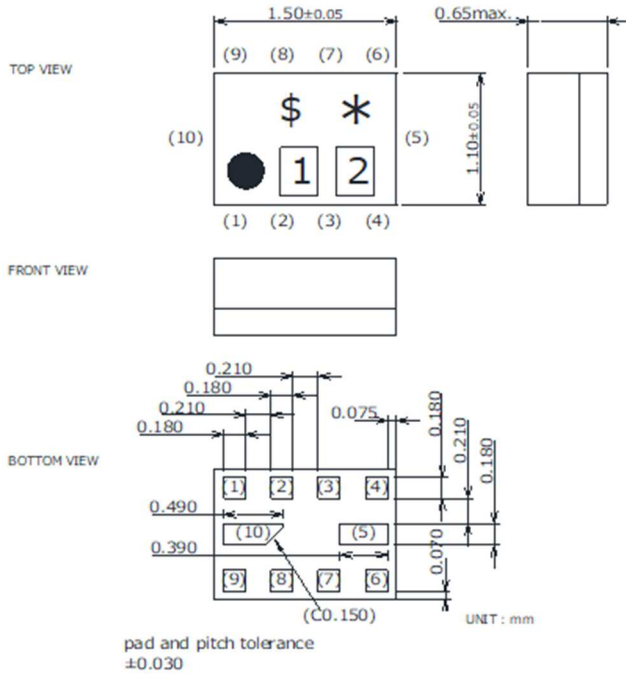 1.50±0.05
0.65max.
TOP VIEW
(9) (8) (7) (6)
$ *
(10)
(5)
1.10±0.05
1 2
(1) (2) (3) (4)
FRONT VIEW
0.210
0.180
0.210
0.180
0.075
0.180
0.210
0.180
BOTTOM VIEW
(1) (2) (3) (4)
0.490
(10) (5)
0.390
0.070
(9) (8) (7) (6)
(C0.150)
UNIT : mm
pad and pitch tolerance
±0.030